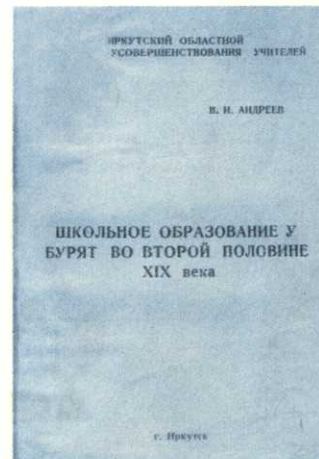 ИРКУТСКИЙ ОБЛАСТНОЙ
УСОВЕРШЕНСТВОВАНИЯ УЧИТЕЛЕЙ
В. И. АНДРЕЕВ
ШКОЛЬНОЕ ОБРАЗОВАНИЕ У
БУРЯТ ВО ВТОРОЙ ПОЛОВИНЕ
XIX века
г. Иркутск